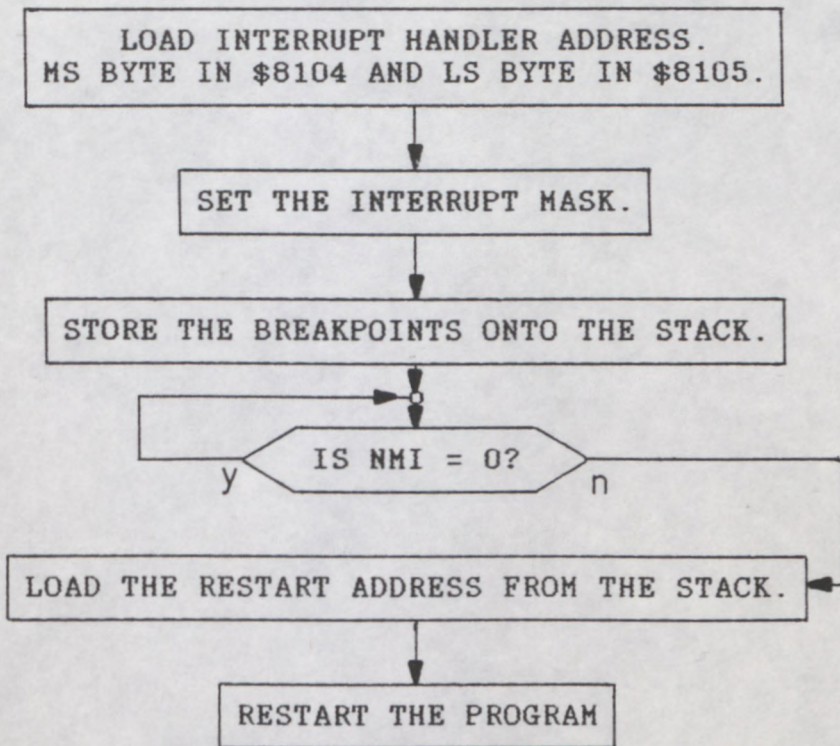 LOAD INTERRUPT HANDLER ADDRESS.
MS BYTE IN $8104 AND LS BYTE IN $8105.
SET THE INTERRUPT MASK.
STORE THE BREAKPOINTS ONTO THE STACK.
IS NMI = 0?
y
n
LOAD THE RESTART ADDRESS FROM THE STACK.
RESTART THE PROGRAM